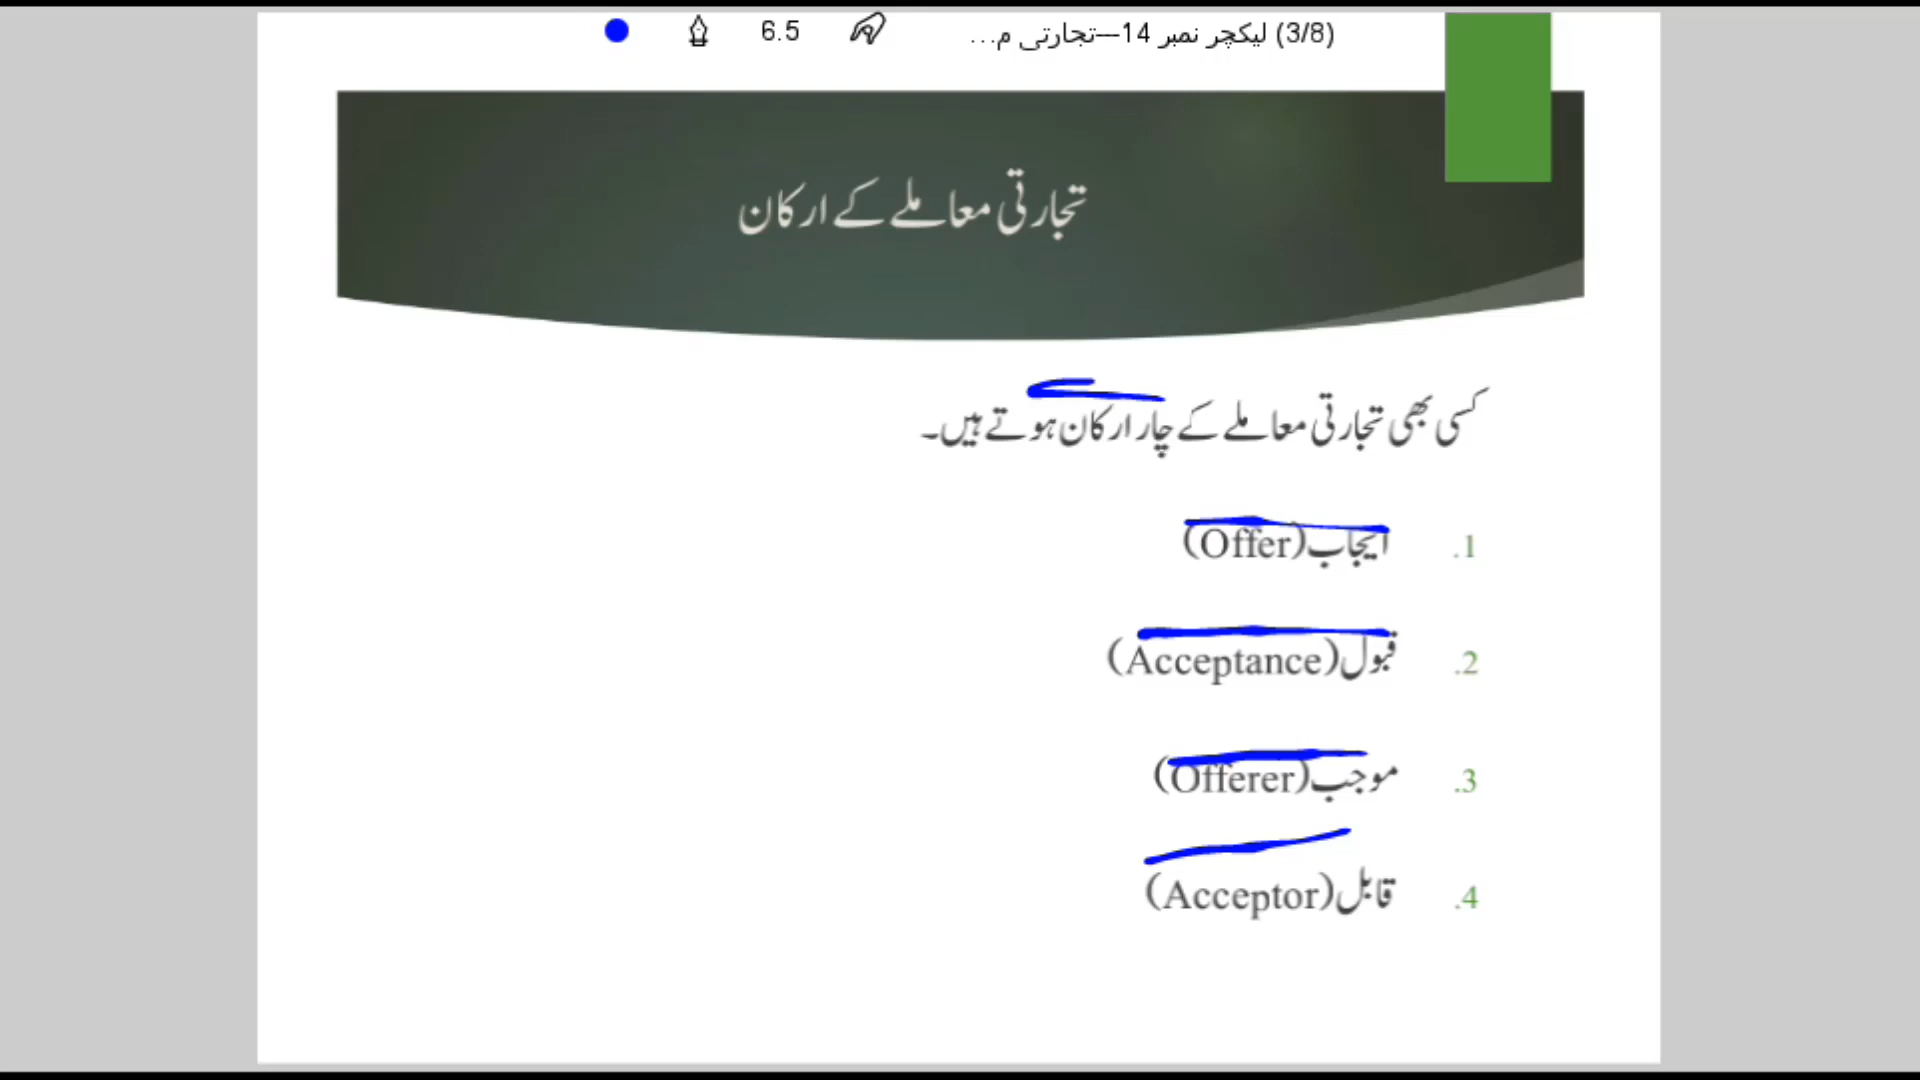 (3/8) لیکچر نمبر 14—تجارتی م...
6.5
تجارتی معاملے کے ارکان
کسی بھی تجارتی معاملے کے چار ارکان ہوتے ہیں۔
1. ایجاب(Offer)
2. قبول(Acceptance)
3. موجب(Offerer)
4. قابل(Acceptor)